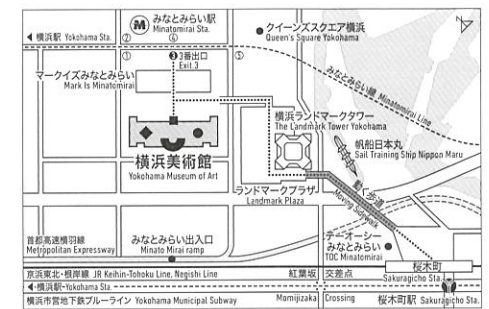 みなとみらい駅
Minatomirai Sta.
クイーンズスクエア横浜
Queen's Square Yokohama
横浜駅 Yokohama Sta.
② ④
① ❸ 3番出口 ⑤
Exit.3
マークイズみなとみらい
Mark Is Minatomirai
みなとみらい線 Minatomirai Line
横浜ランドマークタワー
The Landmark Tower Yokohama
帆船日本丸
Sail Training Ship Nippon Maru
横浜美術館
Yokohama Museum of Art
ランドマークプラザ
Landmark Plaza
動く歩道
Moving Sidewalk
首都高速横羽線
Metropolitan Expressway
みなとみらい出入口
Minato Mirai ramp
ティーオーシー
みなとみらい
TOC Minatomirai
京浜東北・根岸線 JR Keihin-Tohoku Line, Negishi Line
紅葉坂 交差点
桜木町
Sakuragicho Sta.
横浜駅 Yokohama Sta.
横浜市営地下鉄ブルーライン Yokohama Municipal Subway
Momijizaka Crossing
桜木町駅 Sakuragicho Sta.